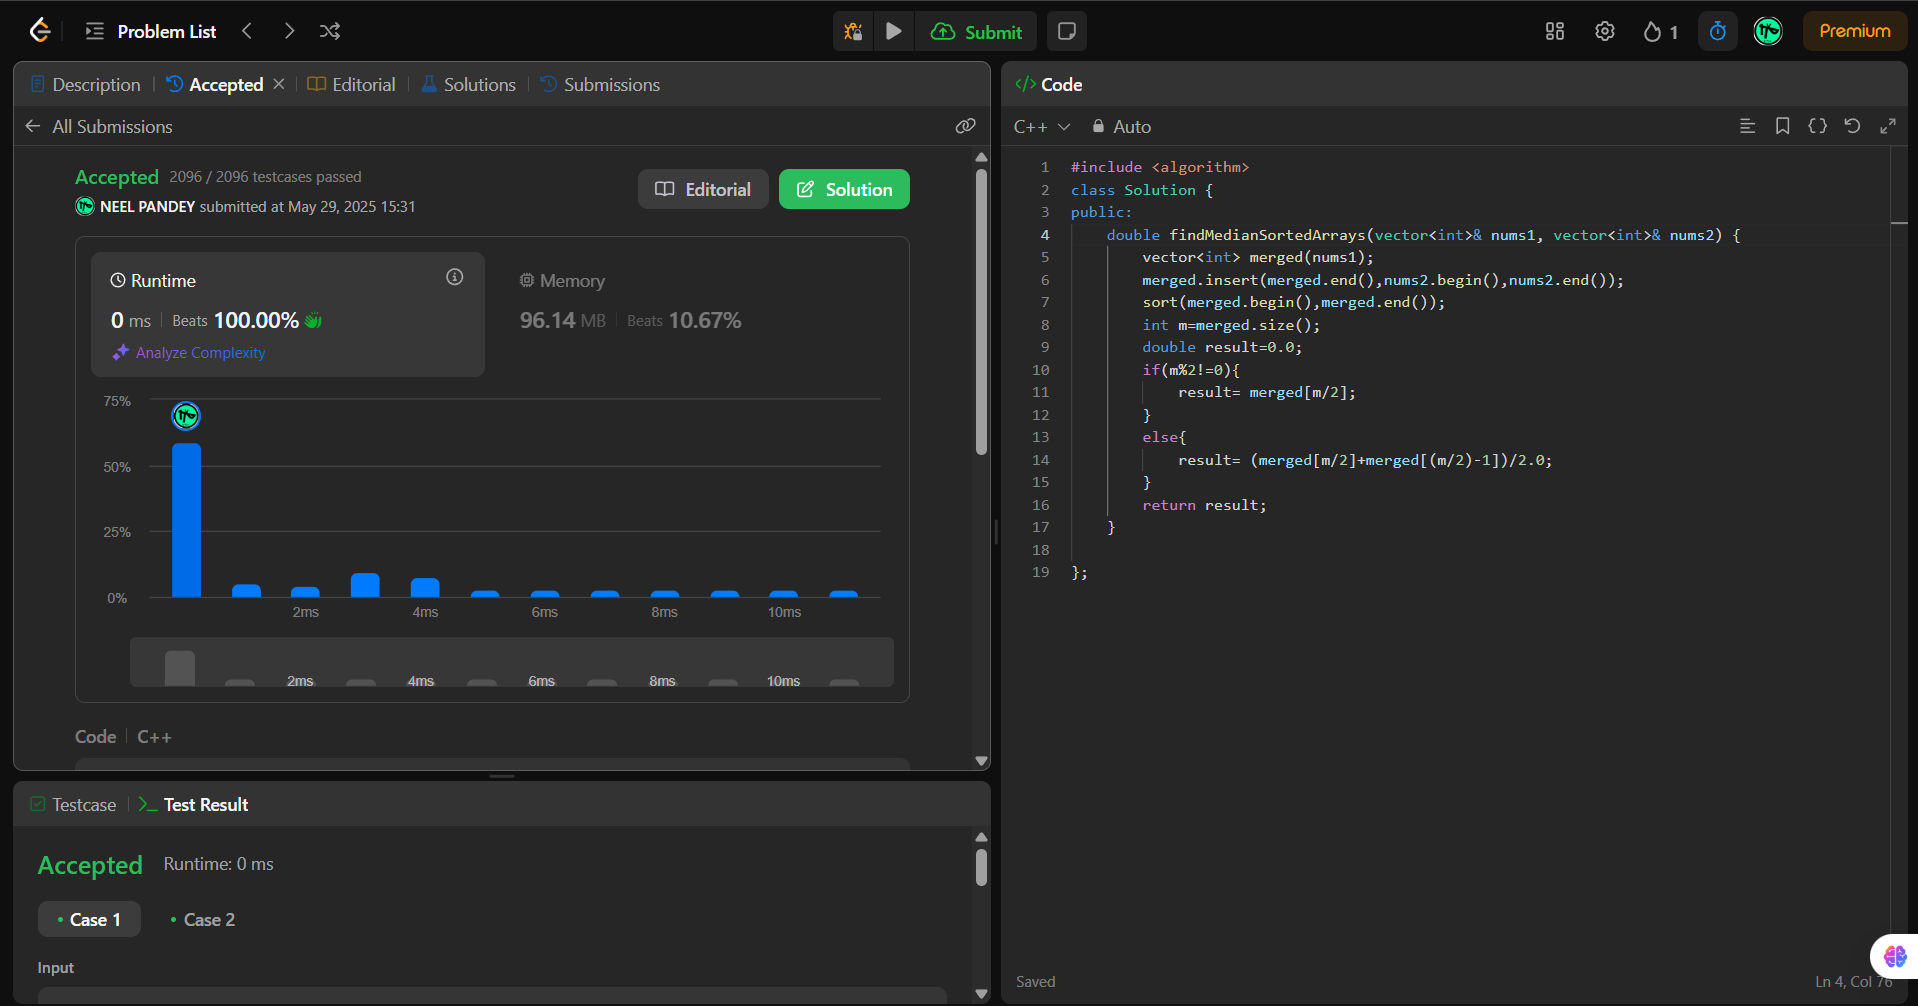 Problem List
Submit
1
Premium
Description
Accepted
Editorial
Solutions
Submissions
All Submissions
Accepted 2096 / 2096 testcases passed
NEEL PANDEY submitted at May 29, 2025 15:31
Editorial
Solution
Runtime
0 ms Beats 100.00%
Analyze Complexity
Memory
96.14 MB Beats 10.67%
75%
50%
25%
0%
2ms 4ms 6ms 8ms 10ms
2ms 4ms 6ms 8ms 10ms
Code C++
Testcase
Test Result
Accepted Runtime: 0 ms
• Case 1 • Case 2
Input
</> Code
C++ Auto
1 #include <algorithm>
2 class Solution {
3 public:
4 double findMedianSortedArrays(vector<int>& nums1, vector<int>& nums2) {
5 vector<int> merged(nums1);
6 merged.insert(merged.end(),nums2.begin(),nums2.end());
7 sort(merged.begin(),merged.end());
8 int m=merged.size();
9 double result=0.0;
10 if(m%2!=0){
11 result= merged[m/2];
12 }
13 else{
14 result= (merged[m/2]+merged[(m/2)-1])/2.0;
15 }
16 return result;
17 }
18
19 };
Saved
Ln 4, Col 76